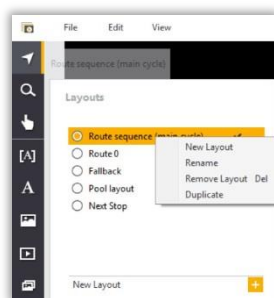 File Edit View
Route sequence (main cycle)
Layouts
Route sequence (main cycle)
Route 0
Fallback
Pool layout
Next Stop
New Layout
Rename
Remove Layout Del
Duplicate
[A]
A
New Layout +